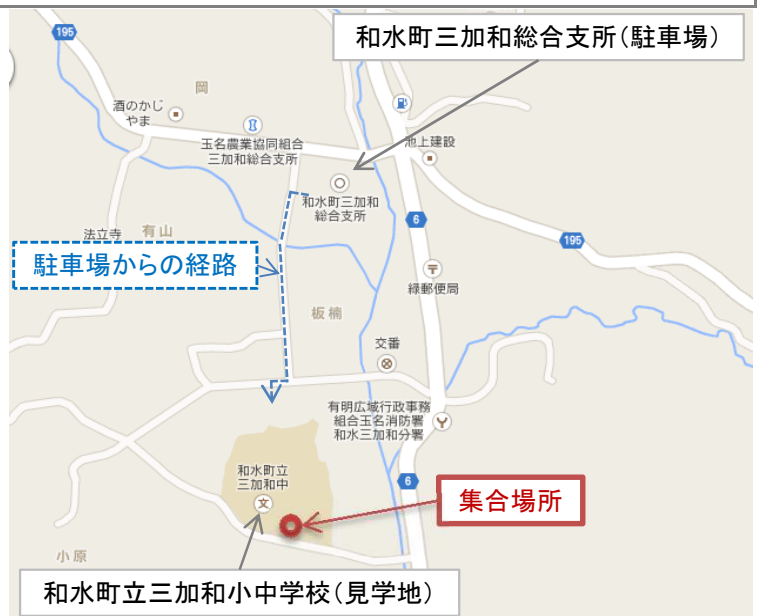 和水町三加和総合支所(駐車場)
195
岡
酒のかじ
やま
玉名農業協同組合
三加和総合支所
池上建設
和水町三加和
総合支所
6
法立寺
有山
195
駐車場からの経路
緑郵便局
板楠
交番
有明広域行政事務
組合玉名消防署
和水三加和分署
和水町立
三加和中
文
6
集合場所
小原
和水町立三加和小中学校(見学地)